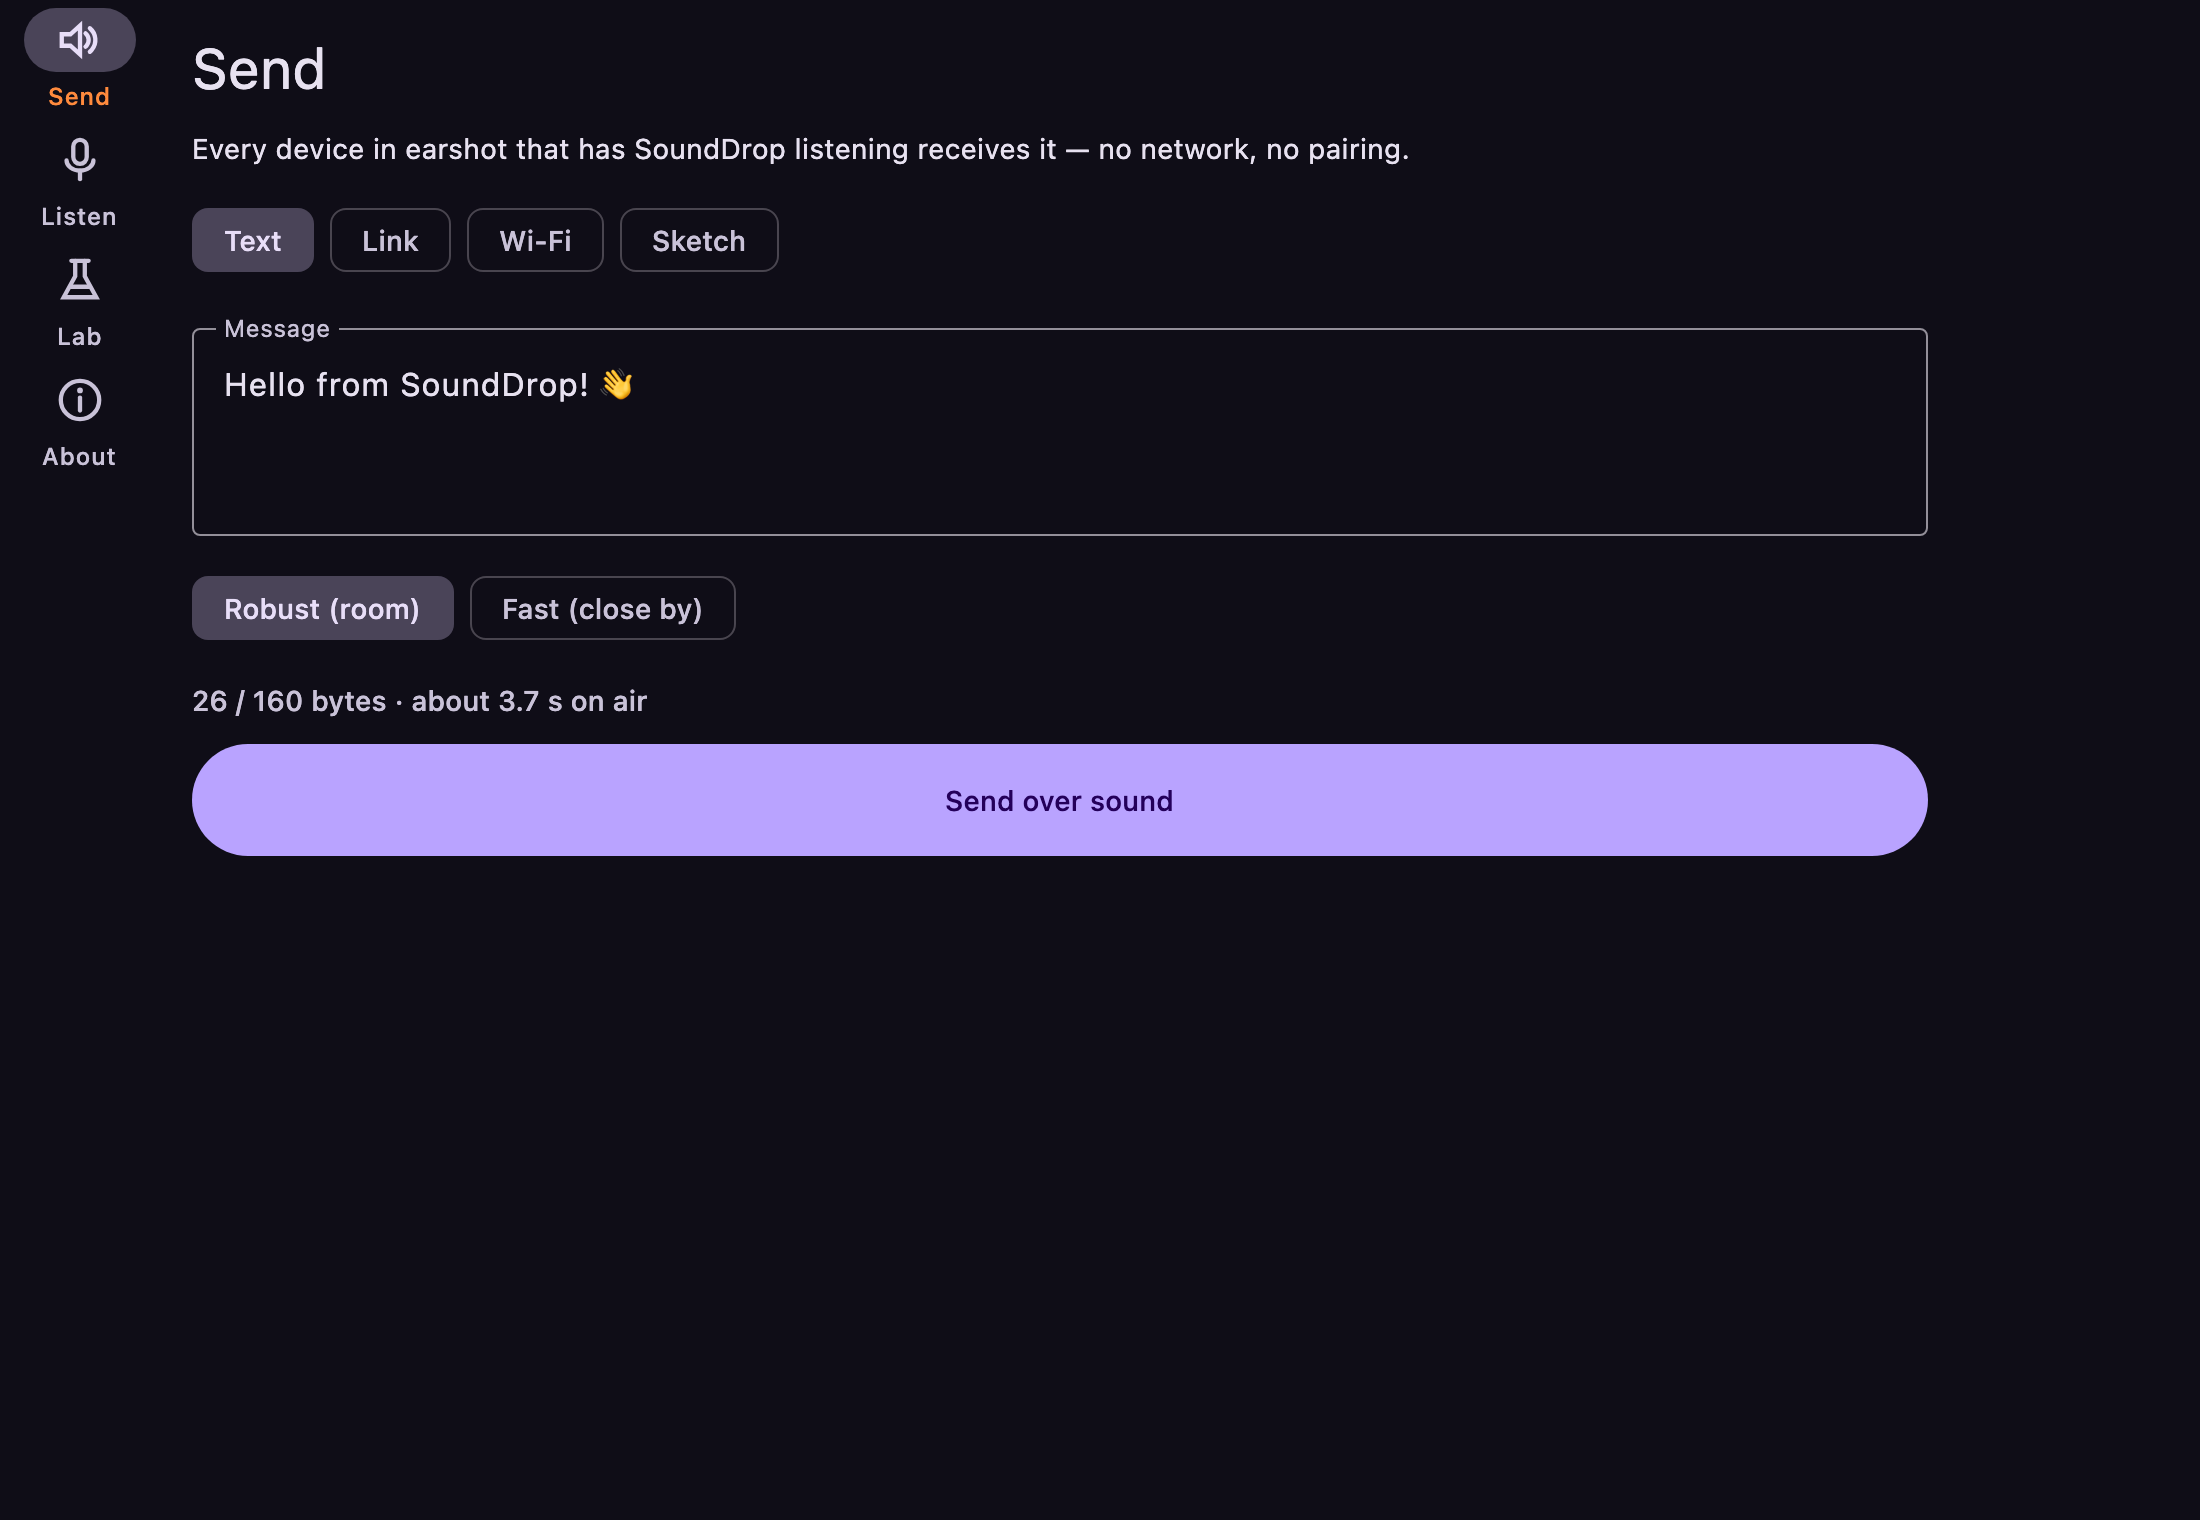 Send
Listen
Lab
About
Send
Every device in earshot that has SoundDrop listening receives it — no network, no pairing.
Text
Link
Wi-Fi
Sketch
Message
Hello from SoundDrop! 👋
Robust (room)
Fast (close by)
26 / 160 bytes · about 3.7 s on air
Send over sound